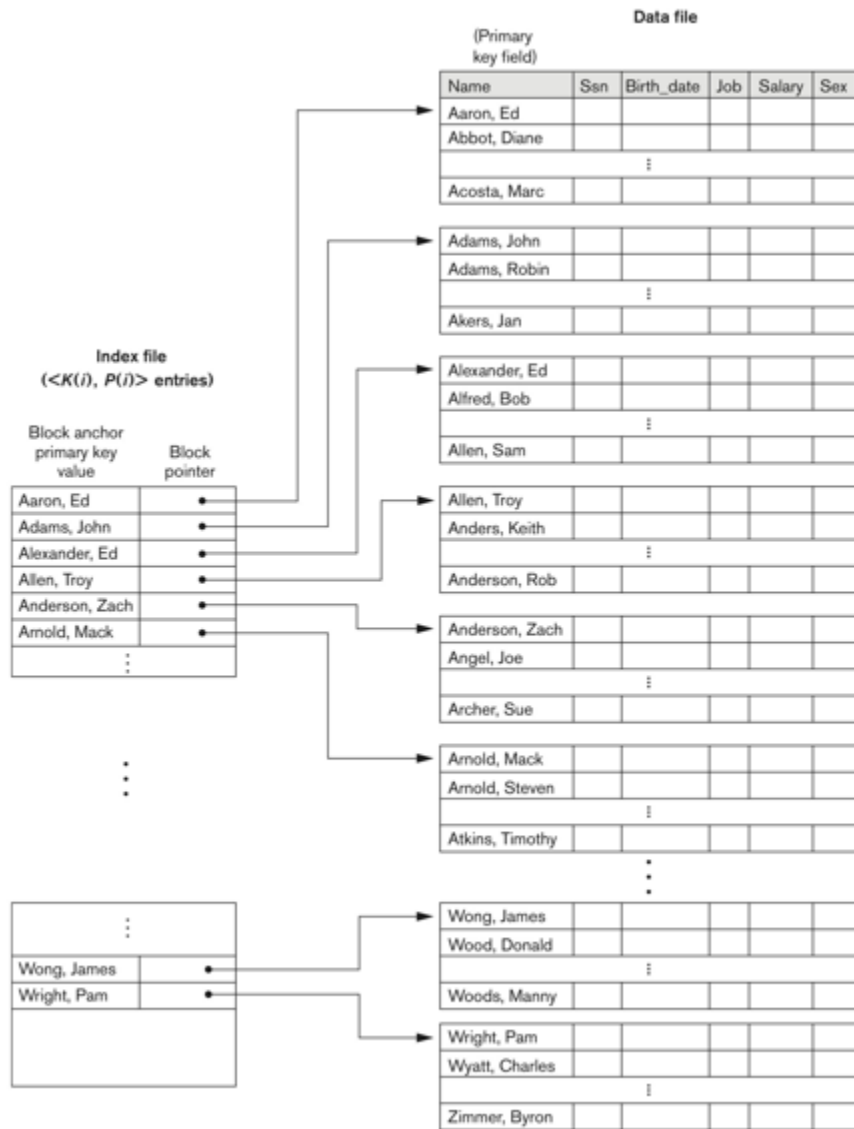 Data file
(Primary
key field)
Name Ssn Birth_date Job Salary Sex
Aaron, Ed
Abbot, Diane
⋮
Acosta, Marc
Adams, John
Adams, Robin
⋮
Akers, Jan
Alexander, Ed
Alfred, Bob
⋮
Allen, Sam
Allen, Troy
Anders, Keith
⋮
Anderson, Rob
Anderson, Zach
Angel, Joe
⋮
Archer, Sue
Arnold, Mack
Arnold, Steven
⋮
Atkins, Timothy
⋮
Wong, James
Wood, Donald
⋮
Woods, Manny
Wright, Pam
Wyatt, Charles
⋮
Zimmer, Byron
Index file
(<K(i), P(i)> entries)
Block anchor
primary key
value
Block
pointer
Aaron, Ed
Adams, John
Alexander, Ed
Allen, Troy
Anderson, Zach
Arnold, Mack
⋮
⋮
⋮
Wong, James
Wright, Pam